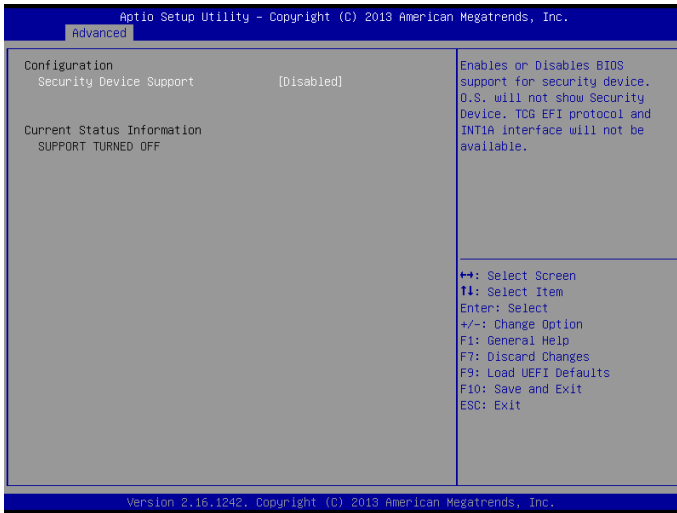 Aptio Setup Utility – Copyright (C) 2013 American Megatrends, Inc.
Advanced
Configuration
Security Device Support [Disabled]
Current Status Information
SUPPORT TURNED OFF
Enables or Disables BIOS
support for security device.
O.S. will not show Security
Device. TCG EFI protocol and
INT1A interface will not be
available.
↔: Select Screen
↑↓: Select Item
Enter: Select
+/-: Change Option
F1: General Help
F7: Discard Changes
F9: Load UEFI Defaults
F10: Save and Exit
ESC: Exit
Version 2.16.1242. Copyright (C) 2013 American Megatrends, Inc.